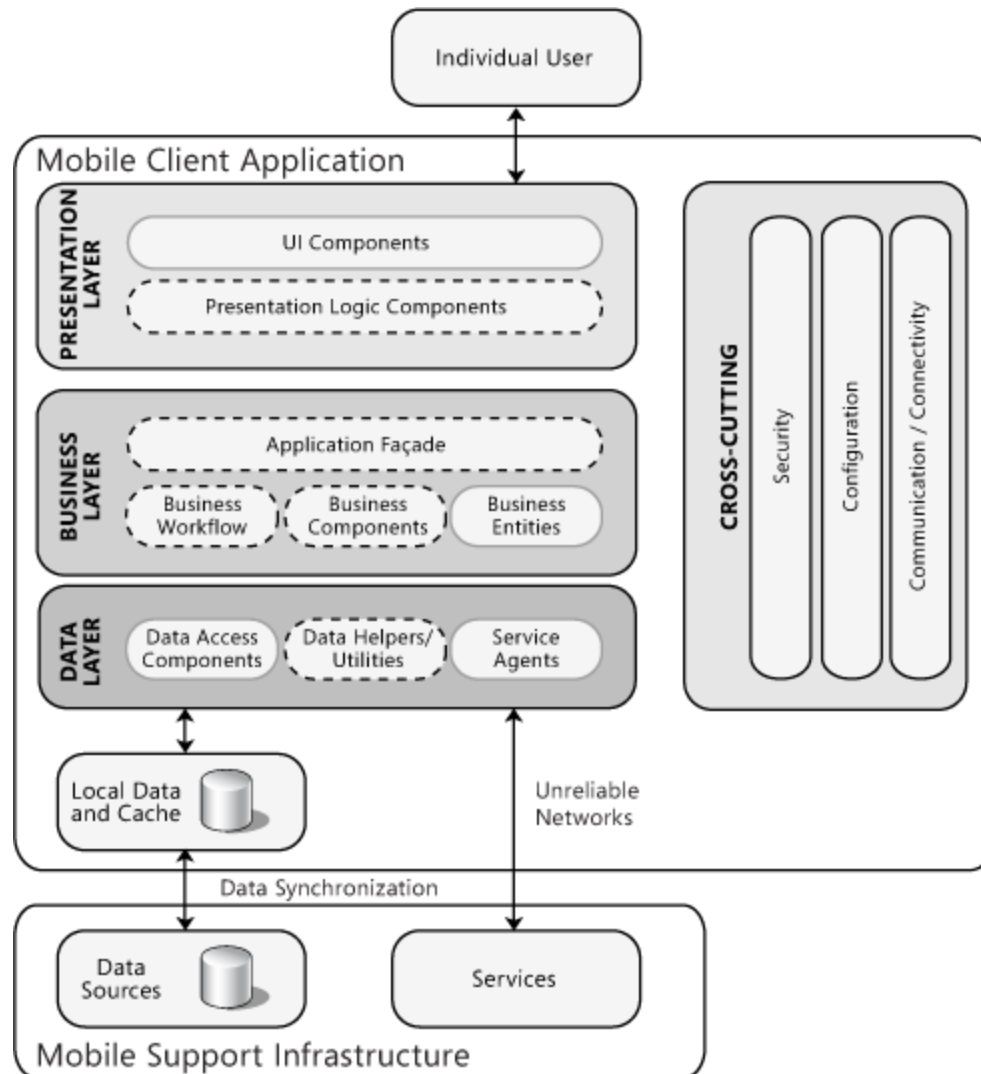 Individual User
Mobile Client Application
PRESENTATION
LAYER
UI Components
Presentation Logic Components
BUSINESS
LAYER
Application Façade
Business
Workflow
Business
Components
Business
Entities
DATA
LAYER
Data Access
Components
Data Helpers/
Utilities
Service
Agents
CROSS-CUTTING
Security
Configuration
Communication / Connectivity
Local Data
and Cache
Unreliable
Networks
Data Synchronization
Data
Sources
Services
Mobile Support Infrastructure